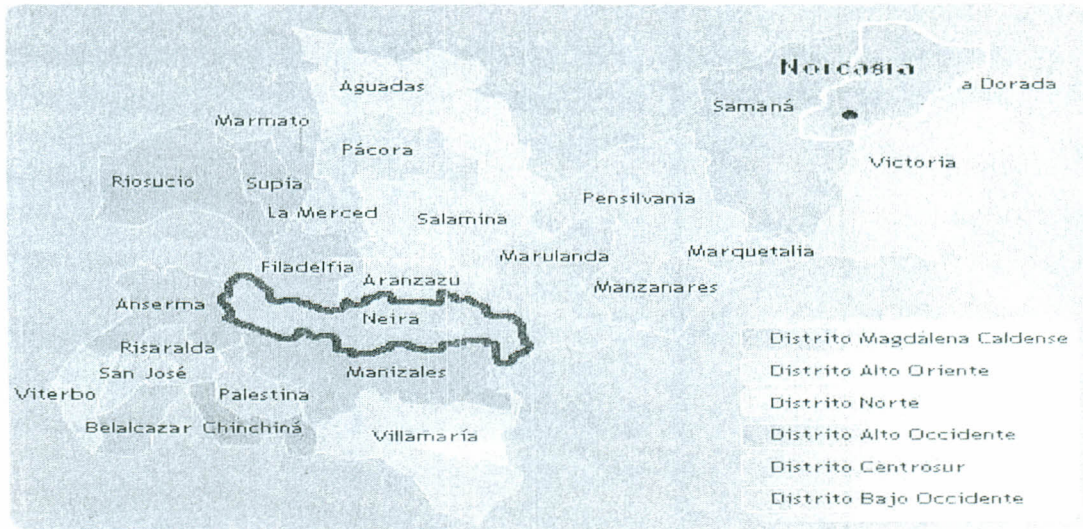 Norcasia
Aguadas
a Dorada
Samaná
Marmato
Pácora
Victoria
Riosucio
Supía
Pensilvania
La Merced
Salamina
Marulanda
Marquetalia
Filadelfia
Aranzazu
Manzanares
Anserma
Neira
Risaralda
San José
Manizales
Viterbo
Palestina
Belalcazar
Chinchiná
Villamaría
Distrito Magdalena Caldense
Distrito Alto Oriente
Distrito Norte
Distrito Alto Occidente
Distrito Centrosur
Distrito Bajo Occidente